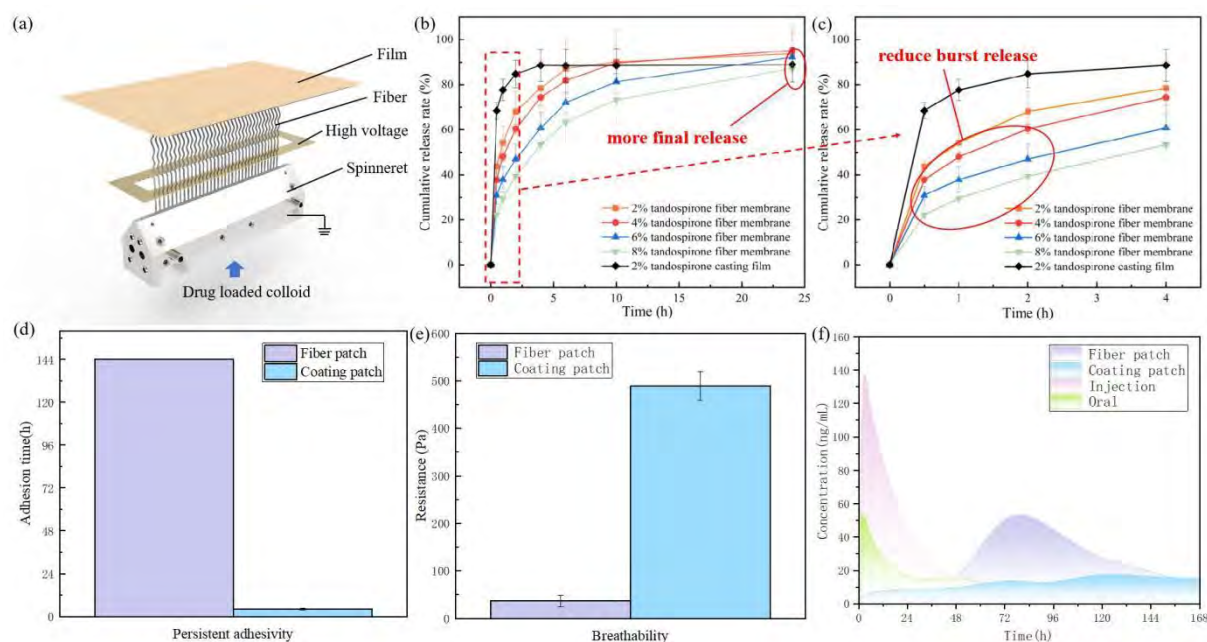 (a)
Film
Fiber
High voltage
Spinneret
Drug loaded colloid
(b)
Cumulative release rate (%)
100
80
60
40
20
0
more final release
2% tandospirone fiber membrane
4% tandospirone fiber membrane
6% tandospirone fiber membrane
8% tandospirone fiber membrane
2% tandospirone casting film
0
5
10
15
20
25
Time (h)
(c)
Cumulative release rate (%)
100
80
60
40
20
0
reduce burst release
2% tandospirone fiber membrane
4% tandospirone fiber membrane
6% tandospirone fiber membrane
8% tandospirone fiber membrane
2% tandospirone casting film
0
1
2
3
4
Time (h)
(d)
Adhesion time(h)
144
120
96
72
48
24
0
Fiber patch
Coating patch
Persistent adhesivity
(e)
Resistance (Pa)
600
500
400
300
200
100
0
Fiber patch
Coating patch
Breathability
(f)
Concentration(ng/mL)
160
140
120
100
80
60
40
20
0
Fiber patch
Coating patch
Injection
Oral
0
24
48
72
96
120
144
168
Time(h)